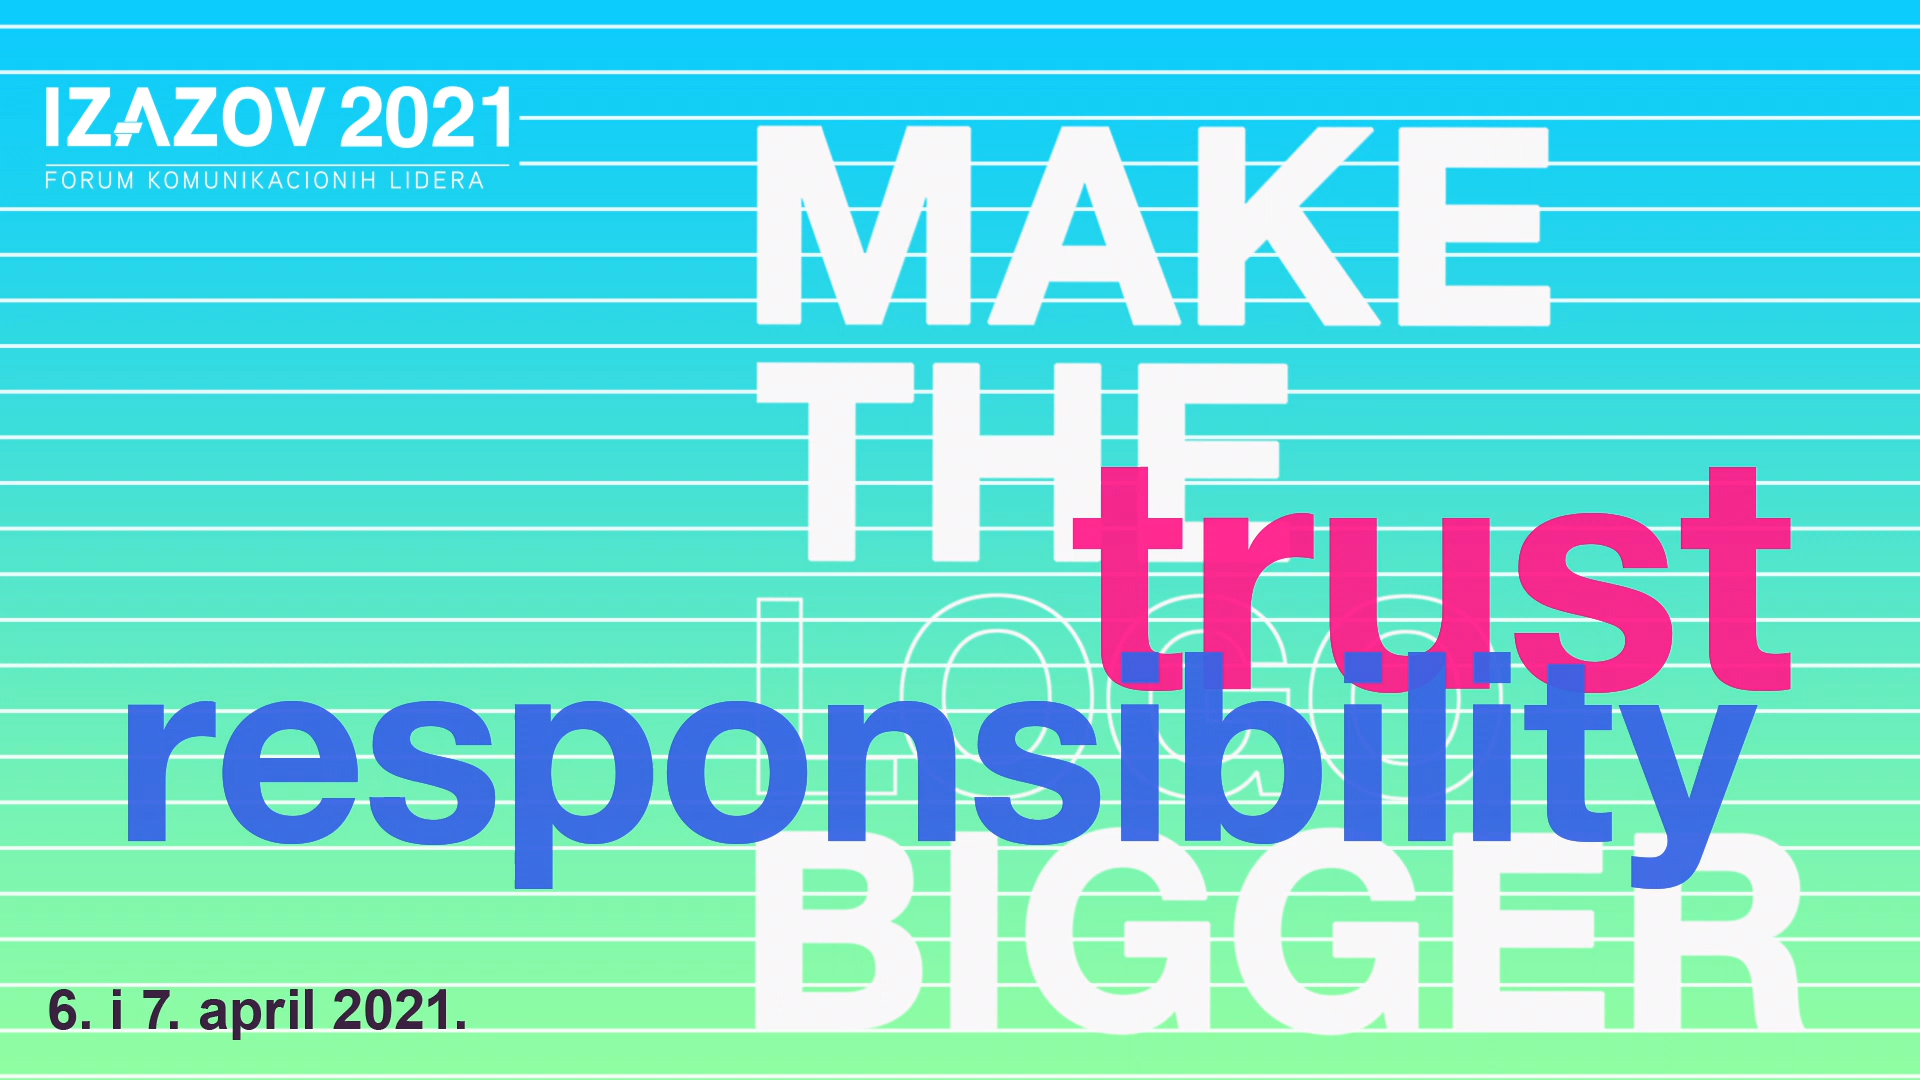 IZAZOV 2021
FORUM KOMUNIKACIONIH LIDERA
MAKE
THE
trust
LOGO
responsibility
BIGGER
6. i 7. april 2021.